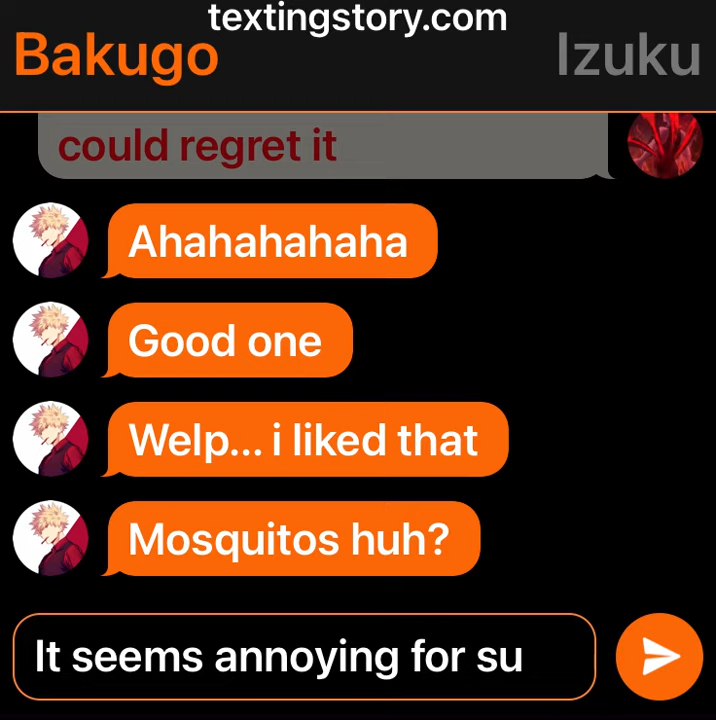 textingstory.com
Bakugo
Izuku
could regret it
Ahahahahaha
Good one
Welp... i liked that
Mosquitos huh?
It seems annoying for su